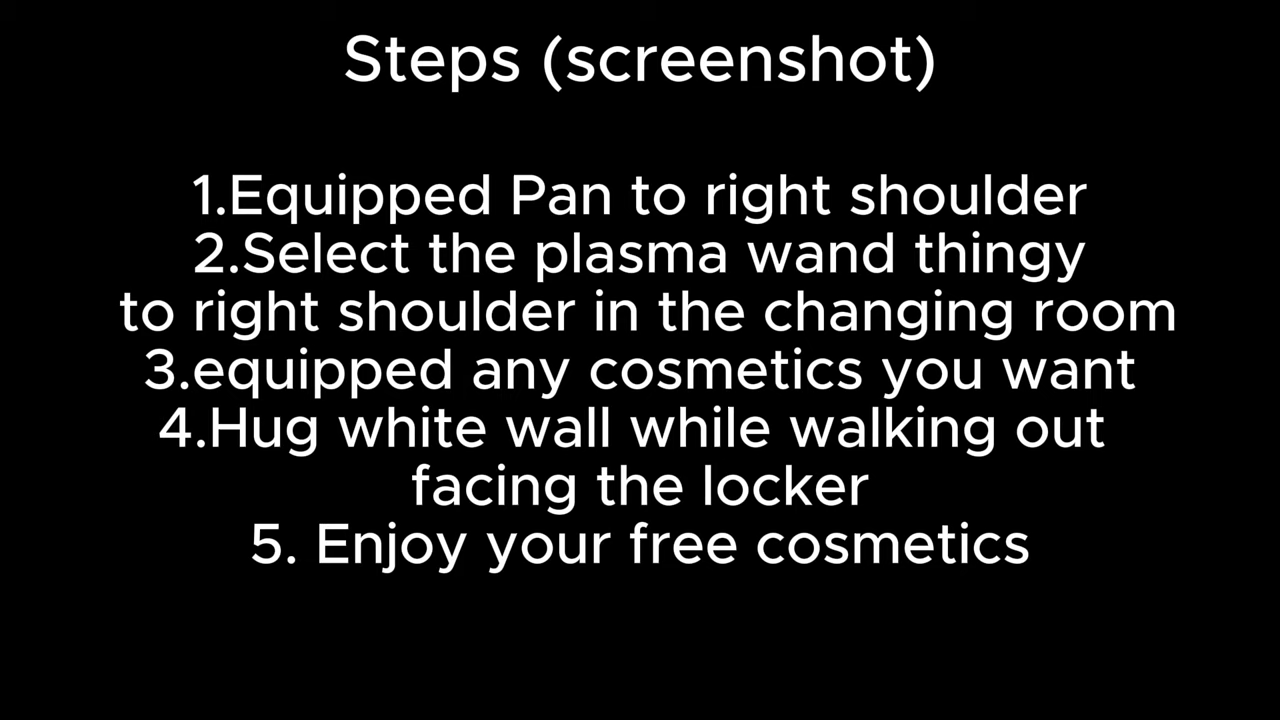 Steps (screenshot)
1.Equipped Pan to right shoulder
2.Select the plasma wand thingy
to right shoulder in the changing room
3.equipped any cosmetics you want
4.Hug white wall while walking out
facing the locker
5. Enjoy your free cosmetics